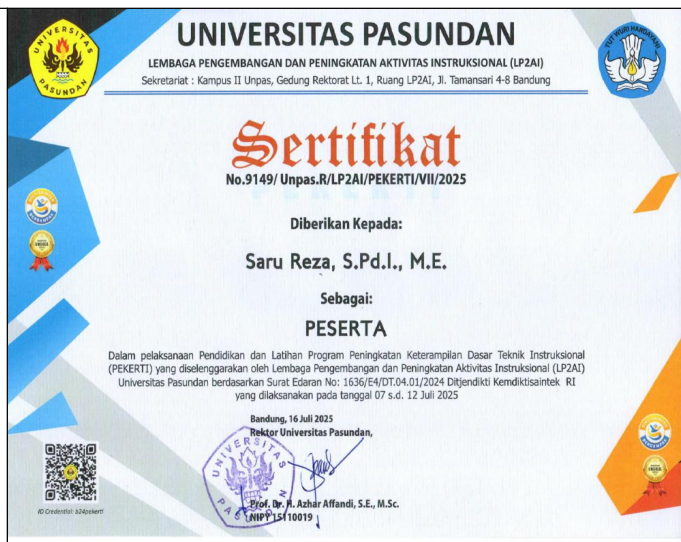 UNIVERSITAS PASUNDAN
LEMBAGA PENGEMBANGAN DAN PENINGKATAN AKTIVITAS INSTRUKSIONAL (LP2AI)
Sekretariat : Kampus II Unpas, Gedung Rektorat Lt. 1, Ruang LP2AI, Jl. Tamansari 4-8 Bandung
UNIVERSITAS
PASUNDAN
TUT WURI HANDAYANI
Sertifikat
No.9149/ Unpas.R/LP2AI/PEKERTI/VII/2025
Diberikan Kepada:
Saru Reza, S.Pd.I., M.E.
Sebagai:
PESERTA
Dalam pelaksanaan Pendidikan dan Latihan Program Peningkatan Keterampilan Dasar Teknik Instruksional
(PEKERTI) yang diselenggarakan oleh Lembaga Pengembangan dan Peningkatan Aktivitas Instruksional (LP2AI)
Universitas Pasundan berdasarkan Surat Edaran No: 1636/E4/DT.04.01/2024 Ditjendikti Kemdiktisaintek RI
yang dilaksanakan pada tanggal 07 s.d. 12 Juli 2025
Bandung, 16 Juli 2025
Rektor Universitas Pasundan,
UNIVERSITAS
PASUNDAN
Prof. Dr. H. Azhar Affandi, S.E., M.Sc.
NIPY 15110019
ID Credential: b24pekerti